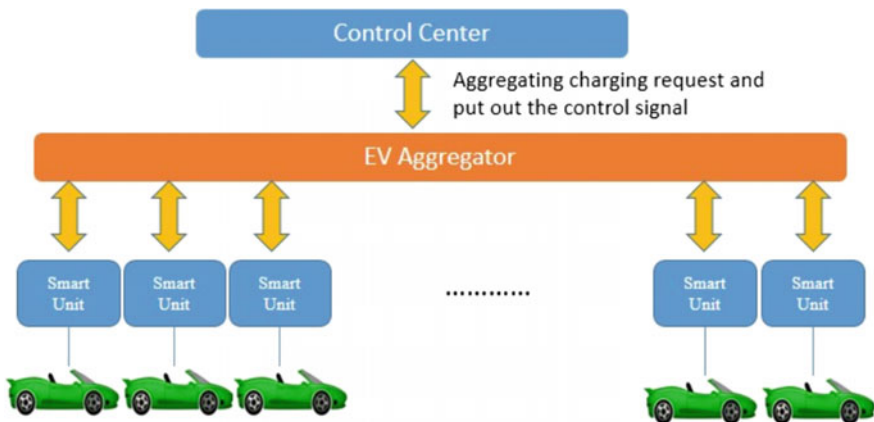 Control Center
Aggregating charging request and
put out the control signal
EV Aggregator
Smart
Unit
Smart
Unit
Smart
Unit
............
Smart
Unit
Smart
Unit